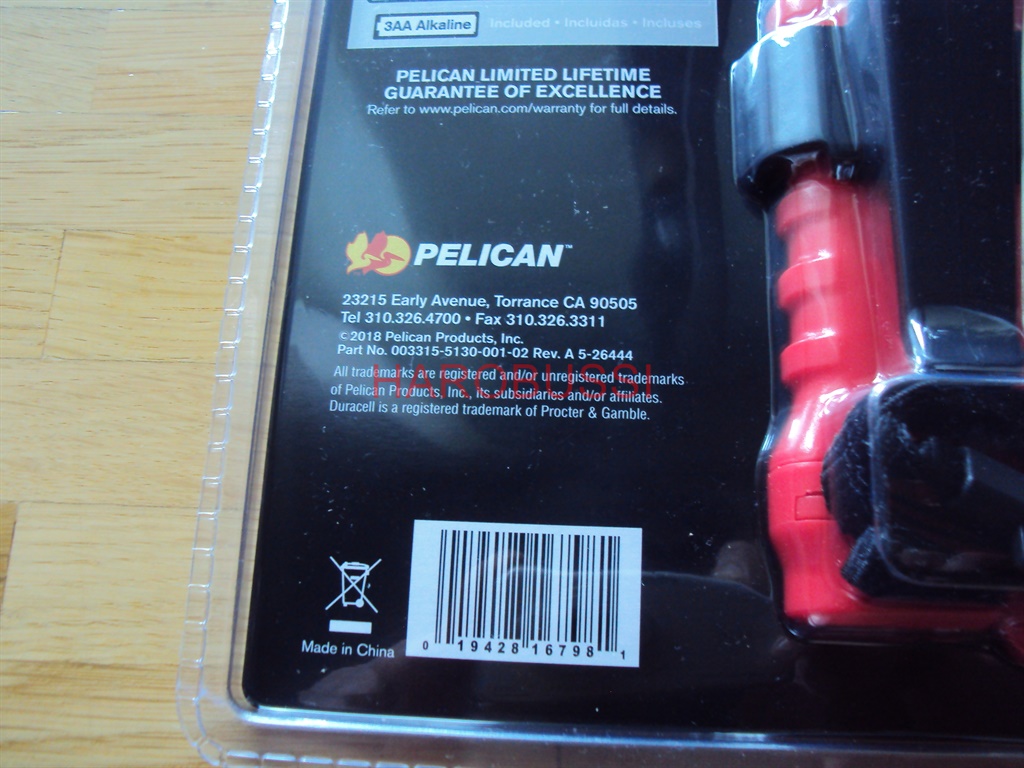 3AA Alkaline Included • Incluidas • Incluses
PELICAN LIMITED LIFETIME
GUARANTEE OF EXCELLENCE
Refer to www.pelican.com/warranty for full details.
PELICAN™
23215 Early Avenue, Torrance CA 90505
Tel 310.326.4700 • Fax 310.326.3311
©2018 Pelican Products, Inc.
Part No. 003315-5130-001-02 Rev. A 5-26444
All trademarks are registered and/or unregistered trademarks
of Pelican Products, Inc., its subsidiaries and/or affiliates.
Duracell is a registered trademark of Procter & Gamble.
HAROBUSSI
Made in China
0 19428 16798 1